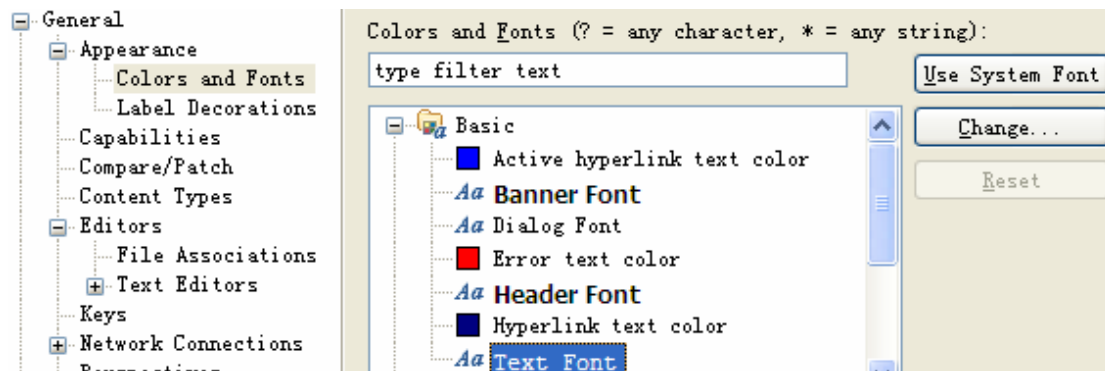 General
Appearance
Colors and Fonts
Label Decorations
Capabilities
Compare/Patch
Content Types
Editors
File Associations
Text Editors
Keys
Network Connections
Colors and Fonts (? = any character, * = any string):
type filter text
Basic
Active hyperlink text color
Aa Banner Font
Aa Dialog Font
Error text color
Aa Header Font
Hyperlink text color
Aa Text Font
Use System Font
Change...
Reset